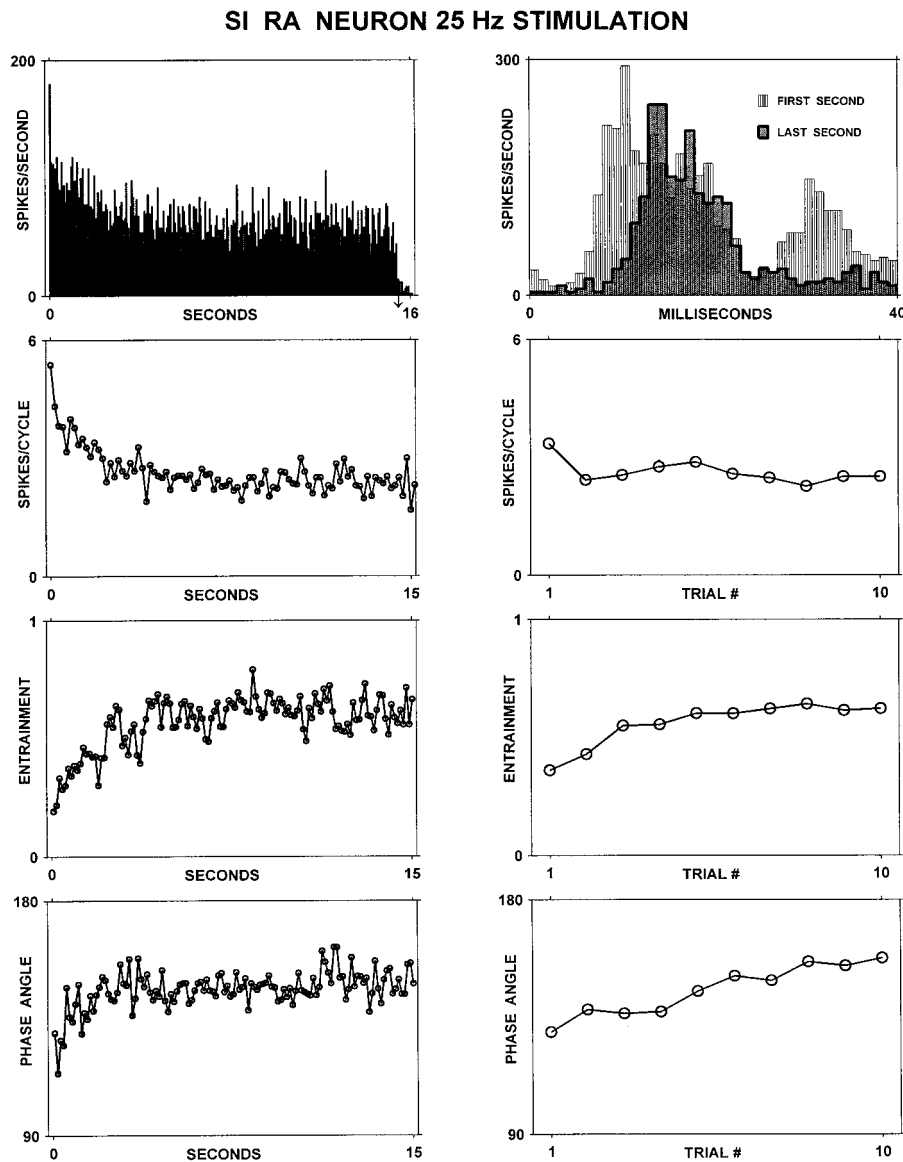 SI RA NEURON 25 Hz STIMULATION
200
SPIKES/SECOND
0
0
SECONDS
16
300
SPIKES/SECOND
0
FIRST SECOND
LAST SECOND
0
MILLISECONDS
40
6
SPIKES/CYCLE
0
0
SECONDS
15
6
SPIKES/CYCLE
0
1
TRIAL #
10
1
ENTRAINMENT
0
0
SECONDS
15
1
ENTRAINMENT
0
1
TRIAL #
10
180
PHASE ANGLE
90
0
SECONDS
15
180
PHASE ANGLE
90
1
TRIAL #
10